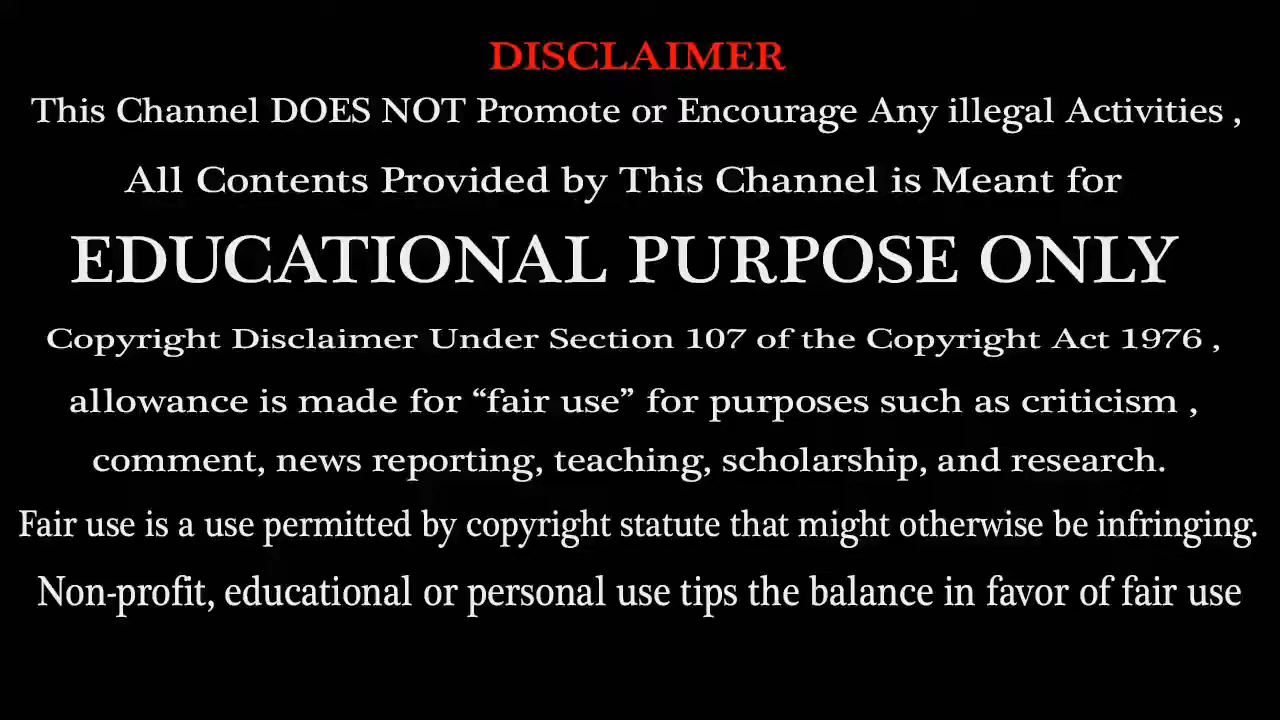 DISCLAIMER
This Channel DOES NOT Promote or Encourage Any illegal Activities ,
All Contents Provided by This Channel is Meant for
EDUCATIONAL PURPOSE ONLY
Copyright Disclaimer Under Section 107 of the Copyright Act 1976 ,
allowance is made for “fair use” for purposes such as criticism ,
comment, news reporting, teaching, scholarship, and research.
Fair use is a use permitted by copyright statute that might otherwise be infringing.
Non-profit, educational or personal use tips the balance in favor of fair use